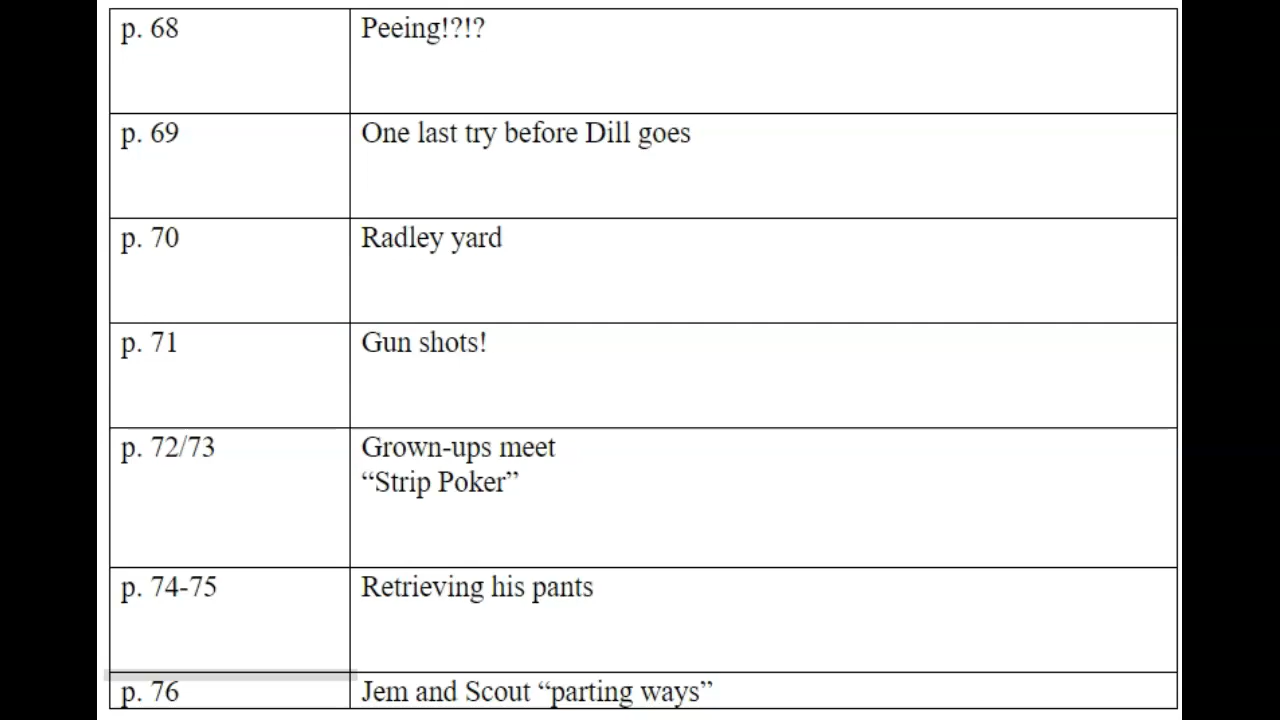 p. 68 Peeing!?!?
p. 69 One last try before Dill goes
p. 70 Radley yard
p. 71 Gun shots!
p. 72/73 Grown-ups meet
“Strip Poker”
p. 74-75 Retrieving his pants
p. 76 Jem and Scout “parting ways”